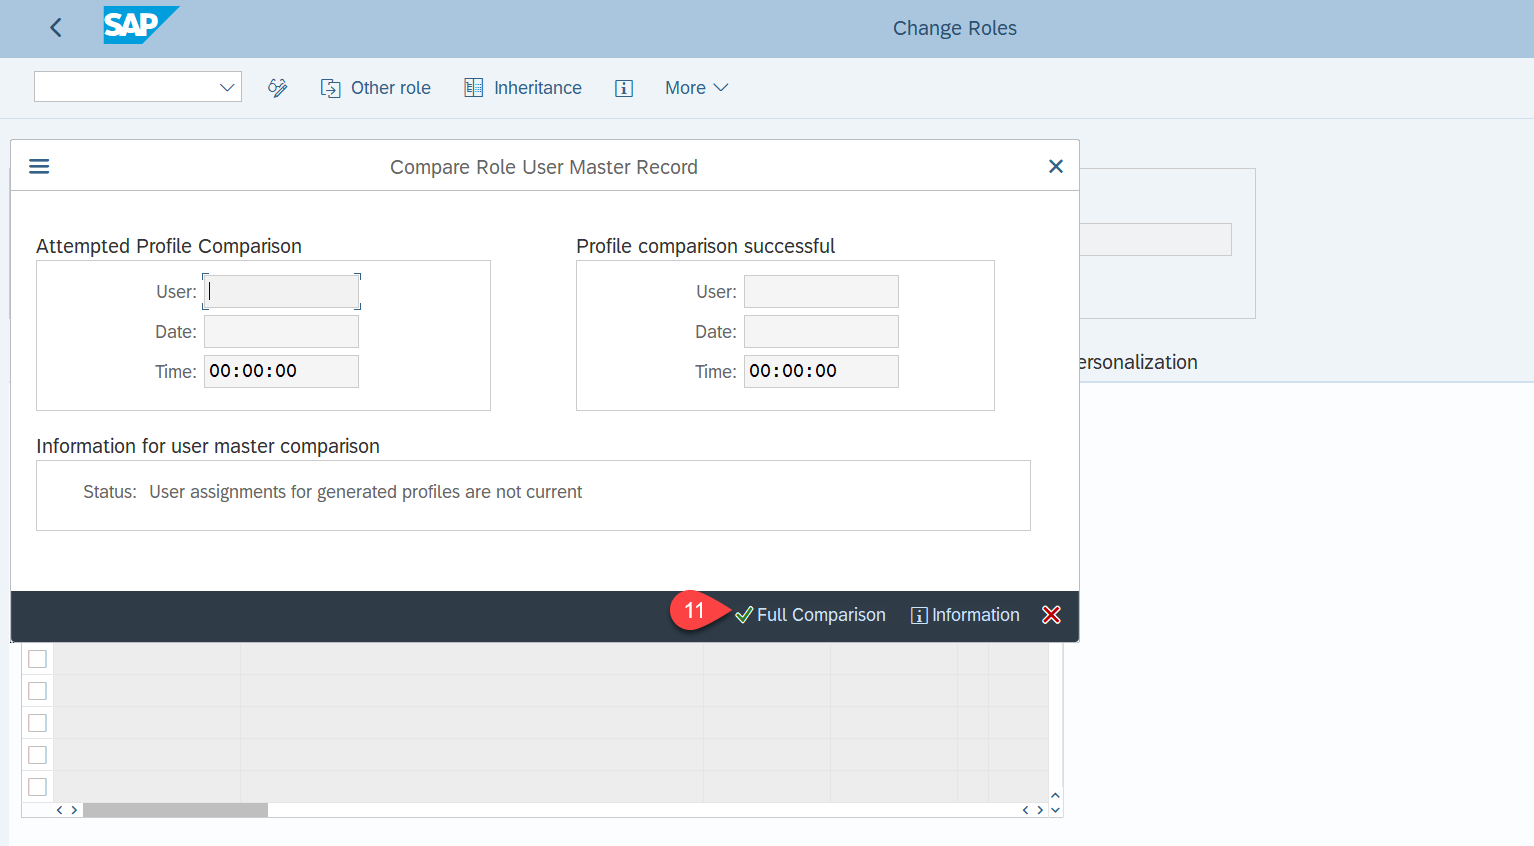 SAP
Change Roles
Other role
Inheritance
More
Compare Role User Master Record
Attempted Profile Comparison
Profile comparison successful
User:
User:
Date:
Date:
Time: 00:00:00
Time: 00:00:00
ersonalization
Information for user master comparison
Status: User assignments for generated profiles are not current
11
Full Comparison
Information